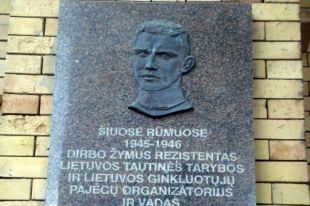 ŠIUOSE RŪMUOSE
1945-1946
DIRBO ŽYMUS REZISTENTAS
LIETUVOS TAUTINĖS TARYBOS
IR LIETUVOS GINKLUOTŲJŲ
PAJĖGŲ ORGANIZATORIUS
IR VADAS